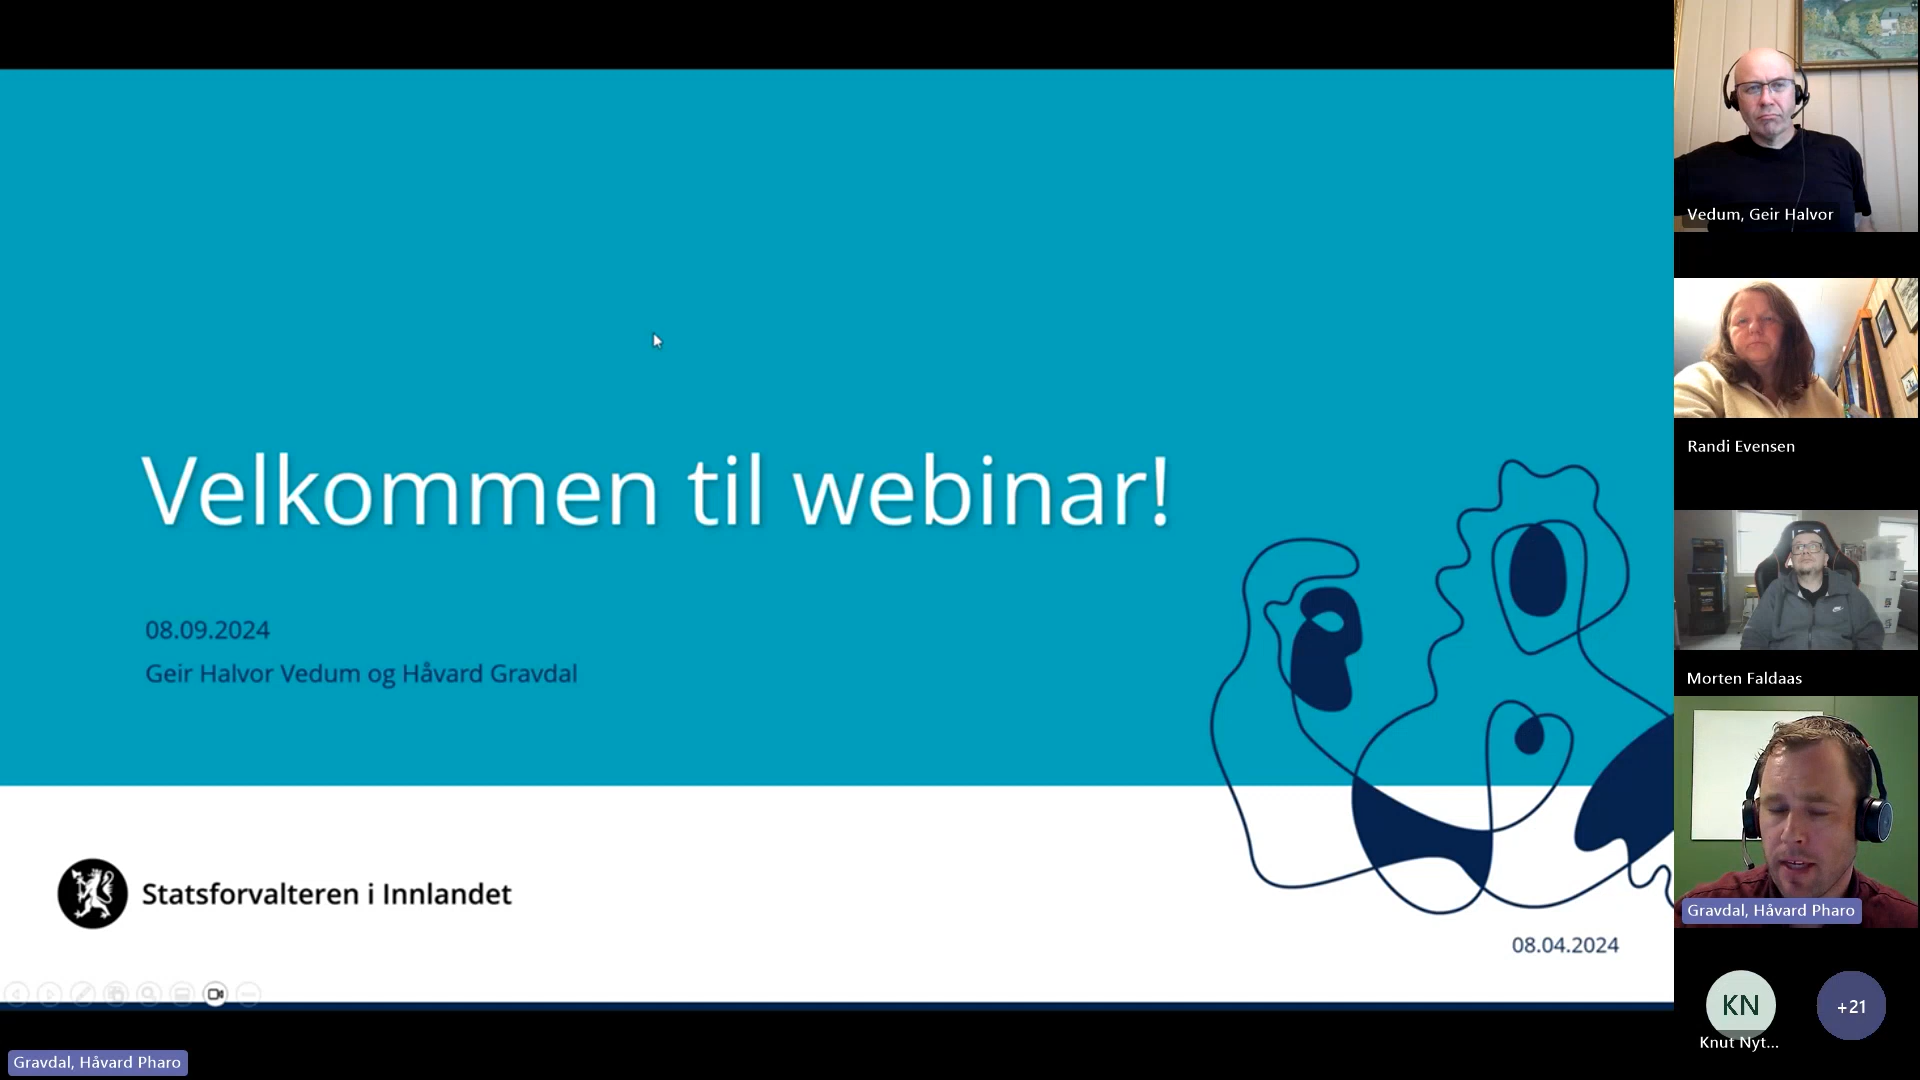 Velkommen til webinar!
08.09.2024
Geir Halvor Vedum og Håvard Gravdal
Statsforvalteren i Innlandet
08.04.2024
Gravdal, Håvard Pharo
Vedum, Geir Halvor
Randi Evensen
Morten Faldaas
Gravdal, Håvard Pharo
KN
+21
Knut Nyt...